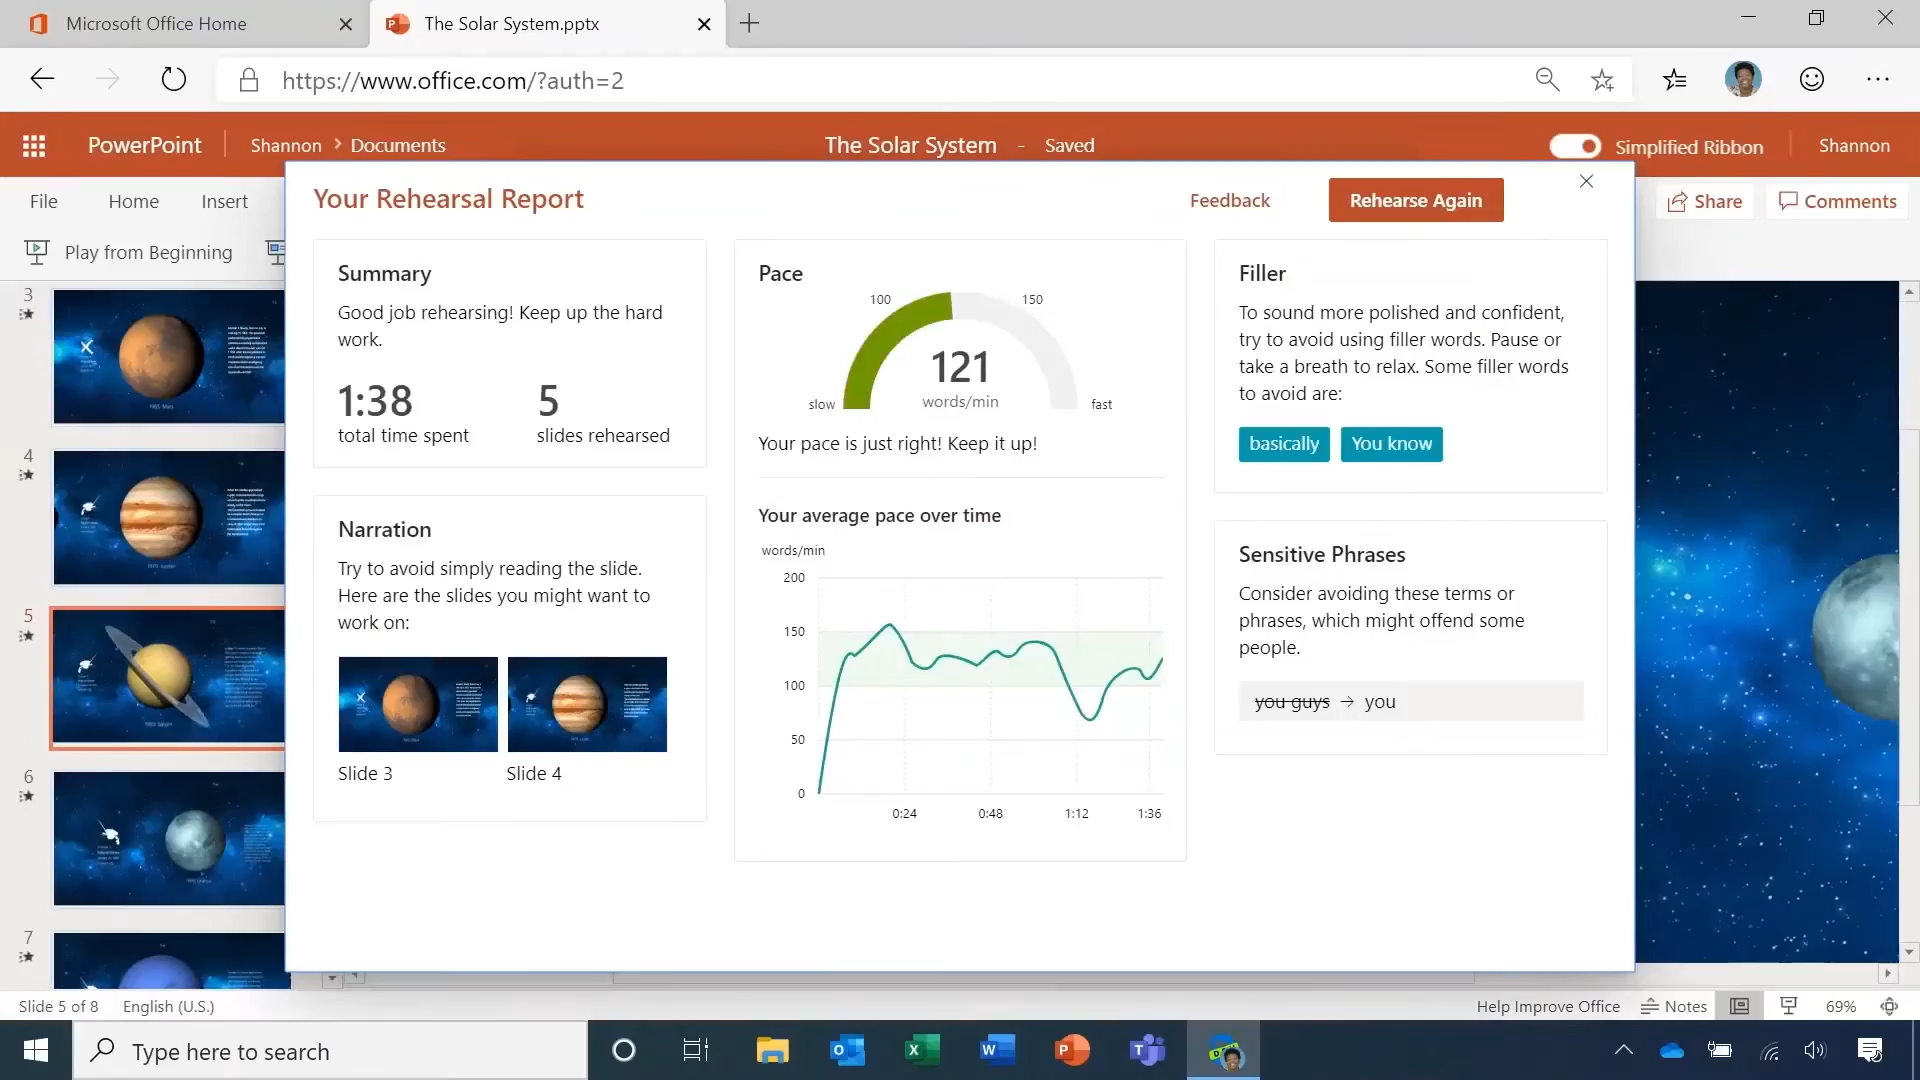 Microsoft Office Home
The Solar System.pptx
https://www.office.com/?auth=2
PowerPoint
Shannon > Documents
The Solar System - Saved
Simplified Ribbon
Shannon
File
Home
Insert
Share
Comments
Play from Beginning
Your Rehearsal Report
Feedback
Rehearse Again
Summary
Good job rehearsing! Keep up the hard
work.
1:38
total time spent
5
slides rehearsed
Narration
Try to avoid simply reading the slide.
Here are the slides you might want to
work on:
Slide 3
Slide 4
Pace
100
150
121
words/min
slow
fast
Your pace is just right! Keep it up!
Your average pace over time
words/min
200
150
100
50
0
0:24
0:48
1:12
1:36
Filler
To sound more polished and confident,
try to avoid using filler words. Pause or
take a breath to relax. Some filler words
to avoid are:
basically
You know
Sensitive Phrases
Consider avoiding these terms or
phrases, which might offend some
people.
you guys → you
3
4
5
6
7
Slide 5 of 8
English (U.S.)
Help Improve Office
Notes
69%
Type here to search